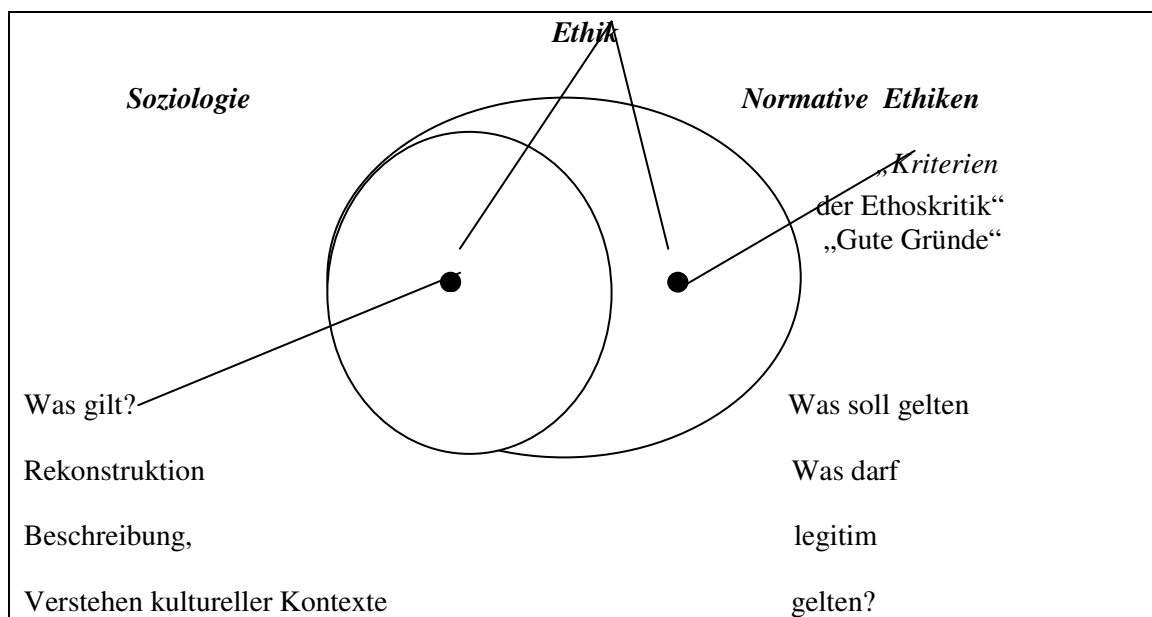 Ethik
Soziologie
Normative Ethiken
„Kriterien
der Ethoskritik“
„Gute Gründe“
Was gilt?
Was soll gelten
Rekonstruktion
Was darf
Beschreibung,
legitim
Verstehen kultureller Kontexte
gelten?